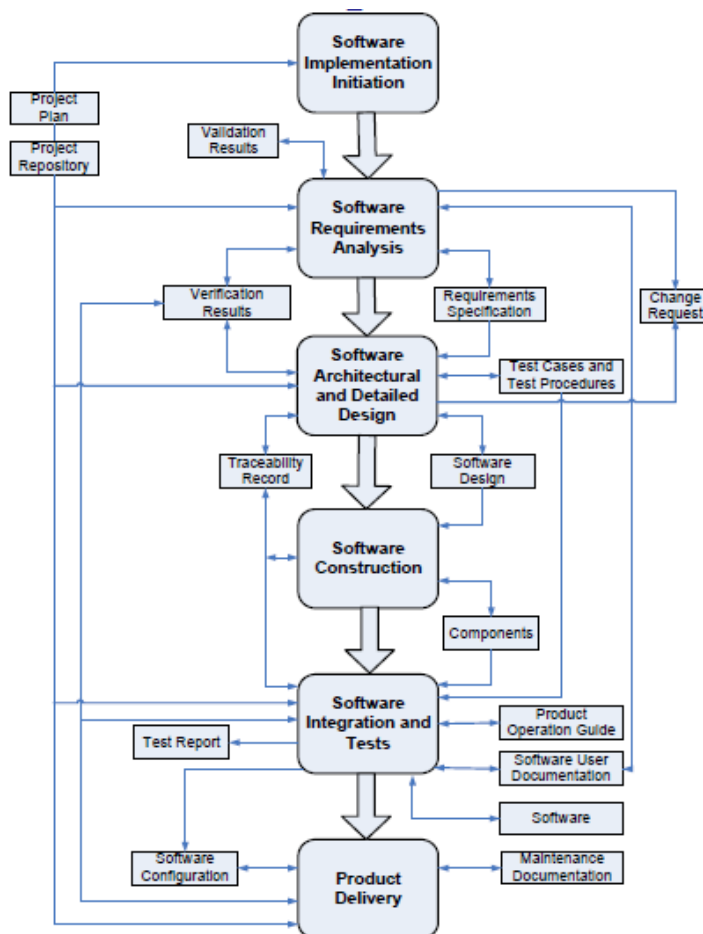 Software
Implementation
Initiation
Project
Plan
Project
Repository
Validation
Results
Software
Requirements
Analysis
Verification
Results
Requirements
Specification
Change
Request
Software
Architectural
and Detailed
Design
Test Cases and
Test Procedures
Traceability
Record
Software
Design
Software
Construction
Components
Software
Integration and
Tests
Product
Operation Guide
Test Report
Software User
Documentation
Software
Software
Configuration
Product
Delivery
Maintenance
Documentation